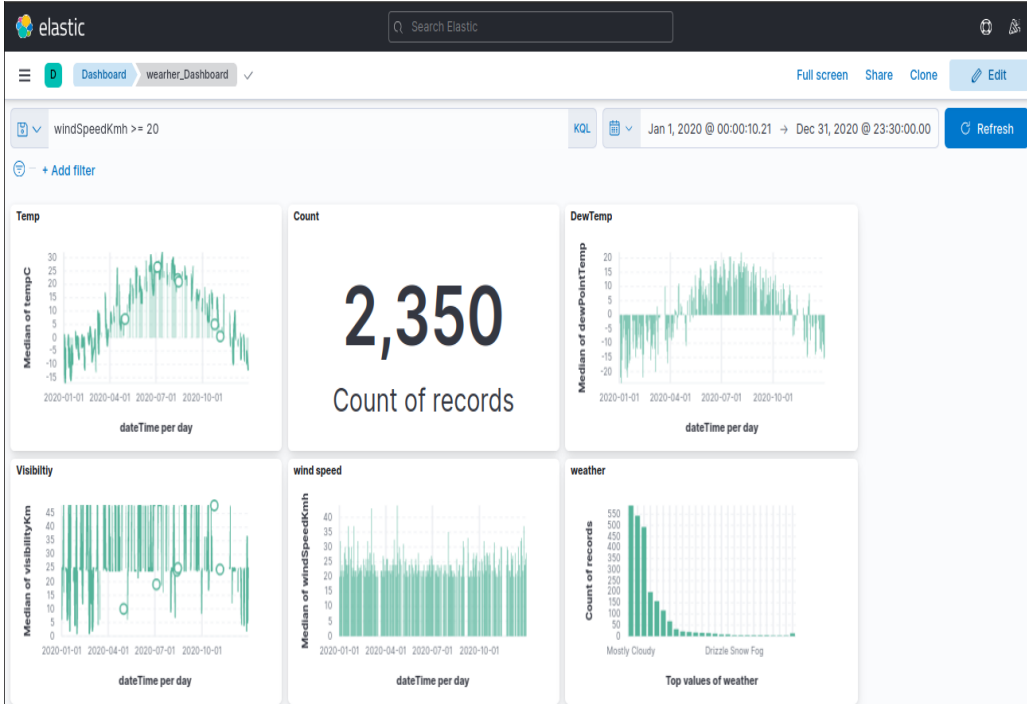 elastic
Search Elastic
D
Dashboard
wearher_Dashboard
Full screen
Share
Clone
Edit
windSpeedKmh >= 20
KQL
Jan 1, 2020 @ 00:00:10.21 → Dec 31, 2020 @ 23:30:00.00
Refresh
+ Add filter
Temp
Median of tempC
30
25
20
15
10
5
0
-5
-10
-15
2020-01-01 2020-04-01 2020-07-01 2020-10-01
dateTime per day
Count
2,350
Count of records
DewTemp
Median of dewPointTemp
20
15
10
5
0
-5
-10
-15
-20
2020-01-01 2020-04-01 2020-07-01 2020-10-01
dateTime per day
Visibiltiy
Median of visibilityKm
45
40
35
30
25
20
15
10
5
0
2020-01-01 2020-04-01 2020-07-01 2020-10-01
dateTime per day
wind speed
Median of windSpeedKmh
40
35
30
25
20
15
10
5
0
2020-01-01 2020-04-01 2020-07-01 2020-10-01
dateTime per day
weather
Count of records
550
500
450
400
350
300
250
200
150
100
50
0
Mostly Cloudy Drizzle Snow Fog
Top values of weather